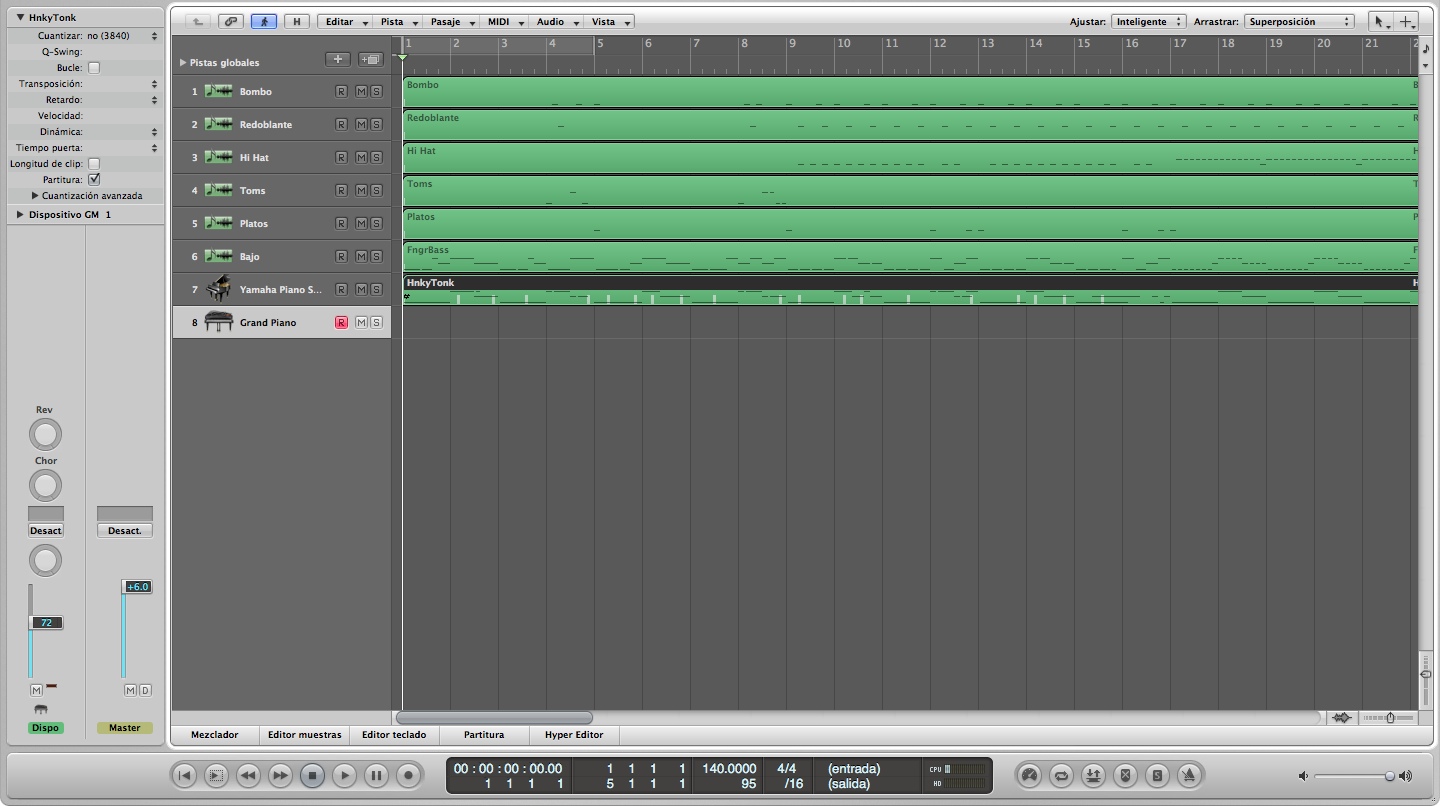 HnkyTonk
Cuantizar: no (3840)
Q-Swing:
Bucle:
Transposición:
Retardo:
Velocidad:
Dinámica:
Tiempo puerta:
Longitud de clip:
Partitura:
Cuantización avanzada
Dispositivo GM 1
Rev
Chor
Desact Desact.
+6.0
72
M M D
Dispo Master
H Editar Pista Pasaje MIDI Audio Vista Ajustar: Inteligente Arrastrar: Superposición
Pistas globales
1 2 3 4 5 6 7 8 9 10 11 12 13 14 15 16 17 18 19 20 21 2
1 Bombo R M S Bombo B
2 Redoblante R M S Redoblante R
3 Hi Hat R M S Hi Hat H
4 Toms R M S Toms T
5 Platos R M S Platos P
6 Bajo R M S FngrBass F
7 Yamaha Piano S... R M S HnkyTonk H
8 Grand Piano R M S
Mezclador Editor muestras Editor teclado Partitura Hyper Editor
00 : 00 : 00 : 00.00 1 1 1 1 140.0000 4/4 (entrada) CPU
1 1 1 1 5 1 1 1 95 /16 (salida) HD
S